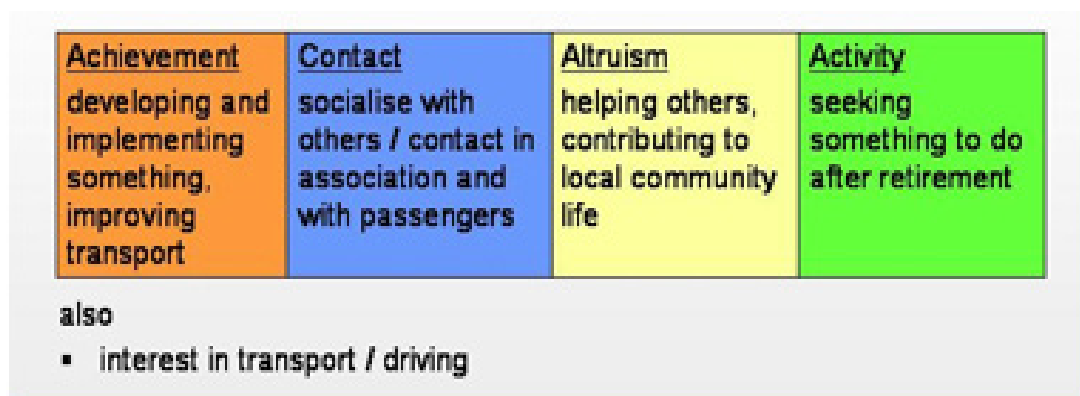 Achievement
developing and
implementing
something,
improving
transport
Contact
socialise with
others / contact in
association and
with passengers
Altruism
helping others,
contributing to
local community
life
Activity
seeking
something to do
after retirement
also
▪ interest in transport / driving